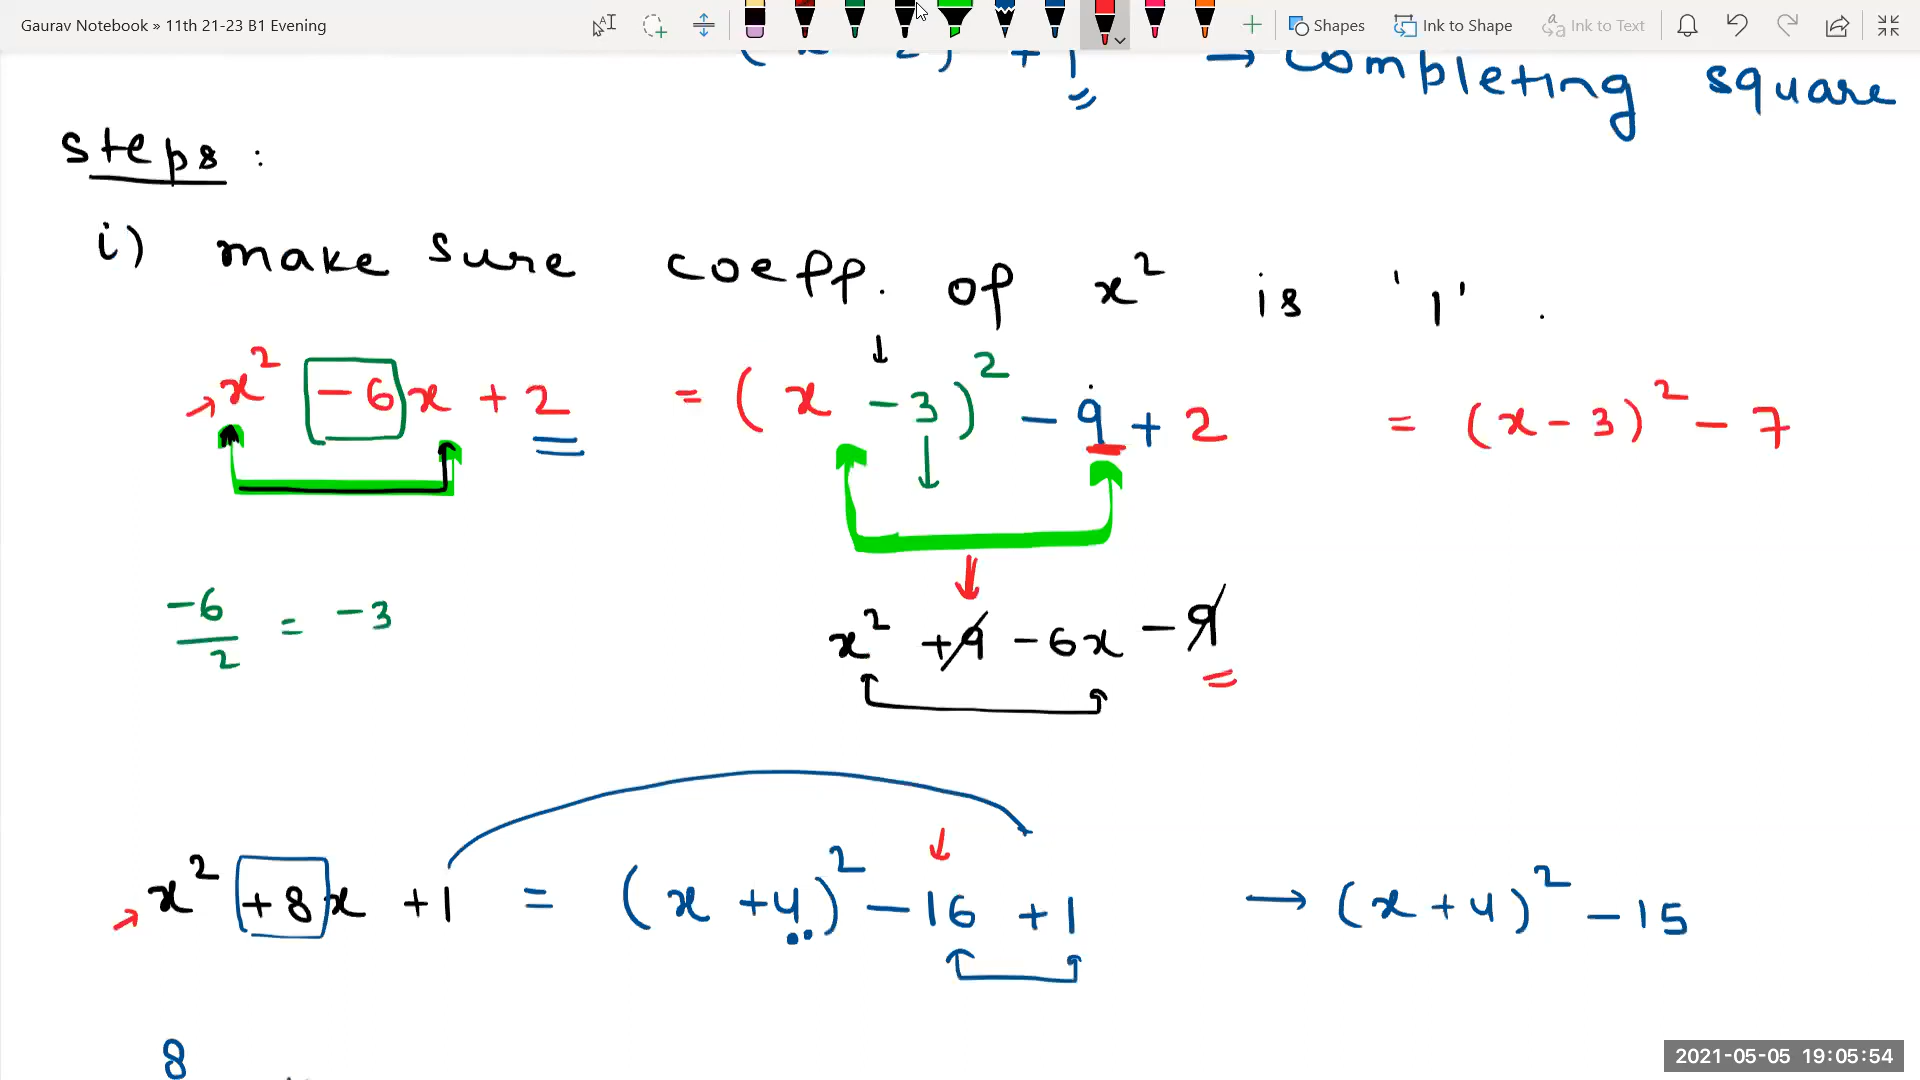 Gaurav Notebook » 11th 21-23 B1 Evening
Shapes Ink to Shape Ink to Text
+ 1 → completing square
steps :
i) make sure coeff. of x² is '1'.
→ x² -6x + 2 = (x - 3)² - 9 + 2 = (x - 3)² - 7
-6/2 = -3
x² + 9 - 6x - 9
→ x² +8x +1 = (x +4)² - 16 + 1 → (x + 4)² - 15
8
2021-05-05 19:05:54